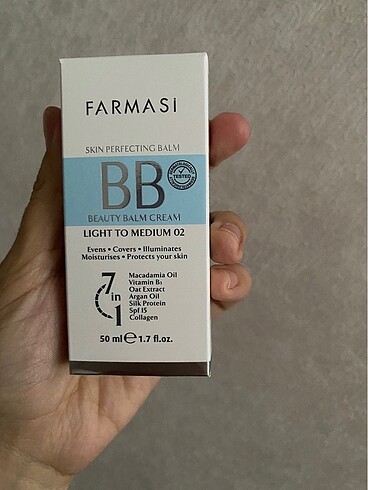 FARMASİ
SKIN PERFECTING BALM
BB
TESTED
BEAUTY BALM CREAM
LIGHT TO MEDIUM 02
Evens • Covers • Illuminates
Moisturises • Protects your skin
7 in 1
Macadamia Oil
Vitamin B₅
Oat Extract
Argan Oil
Silk Protein
Spf 15
Collagen
50 ml ℮ 1.7 fl.oz.